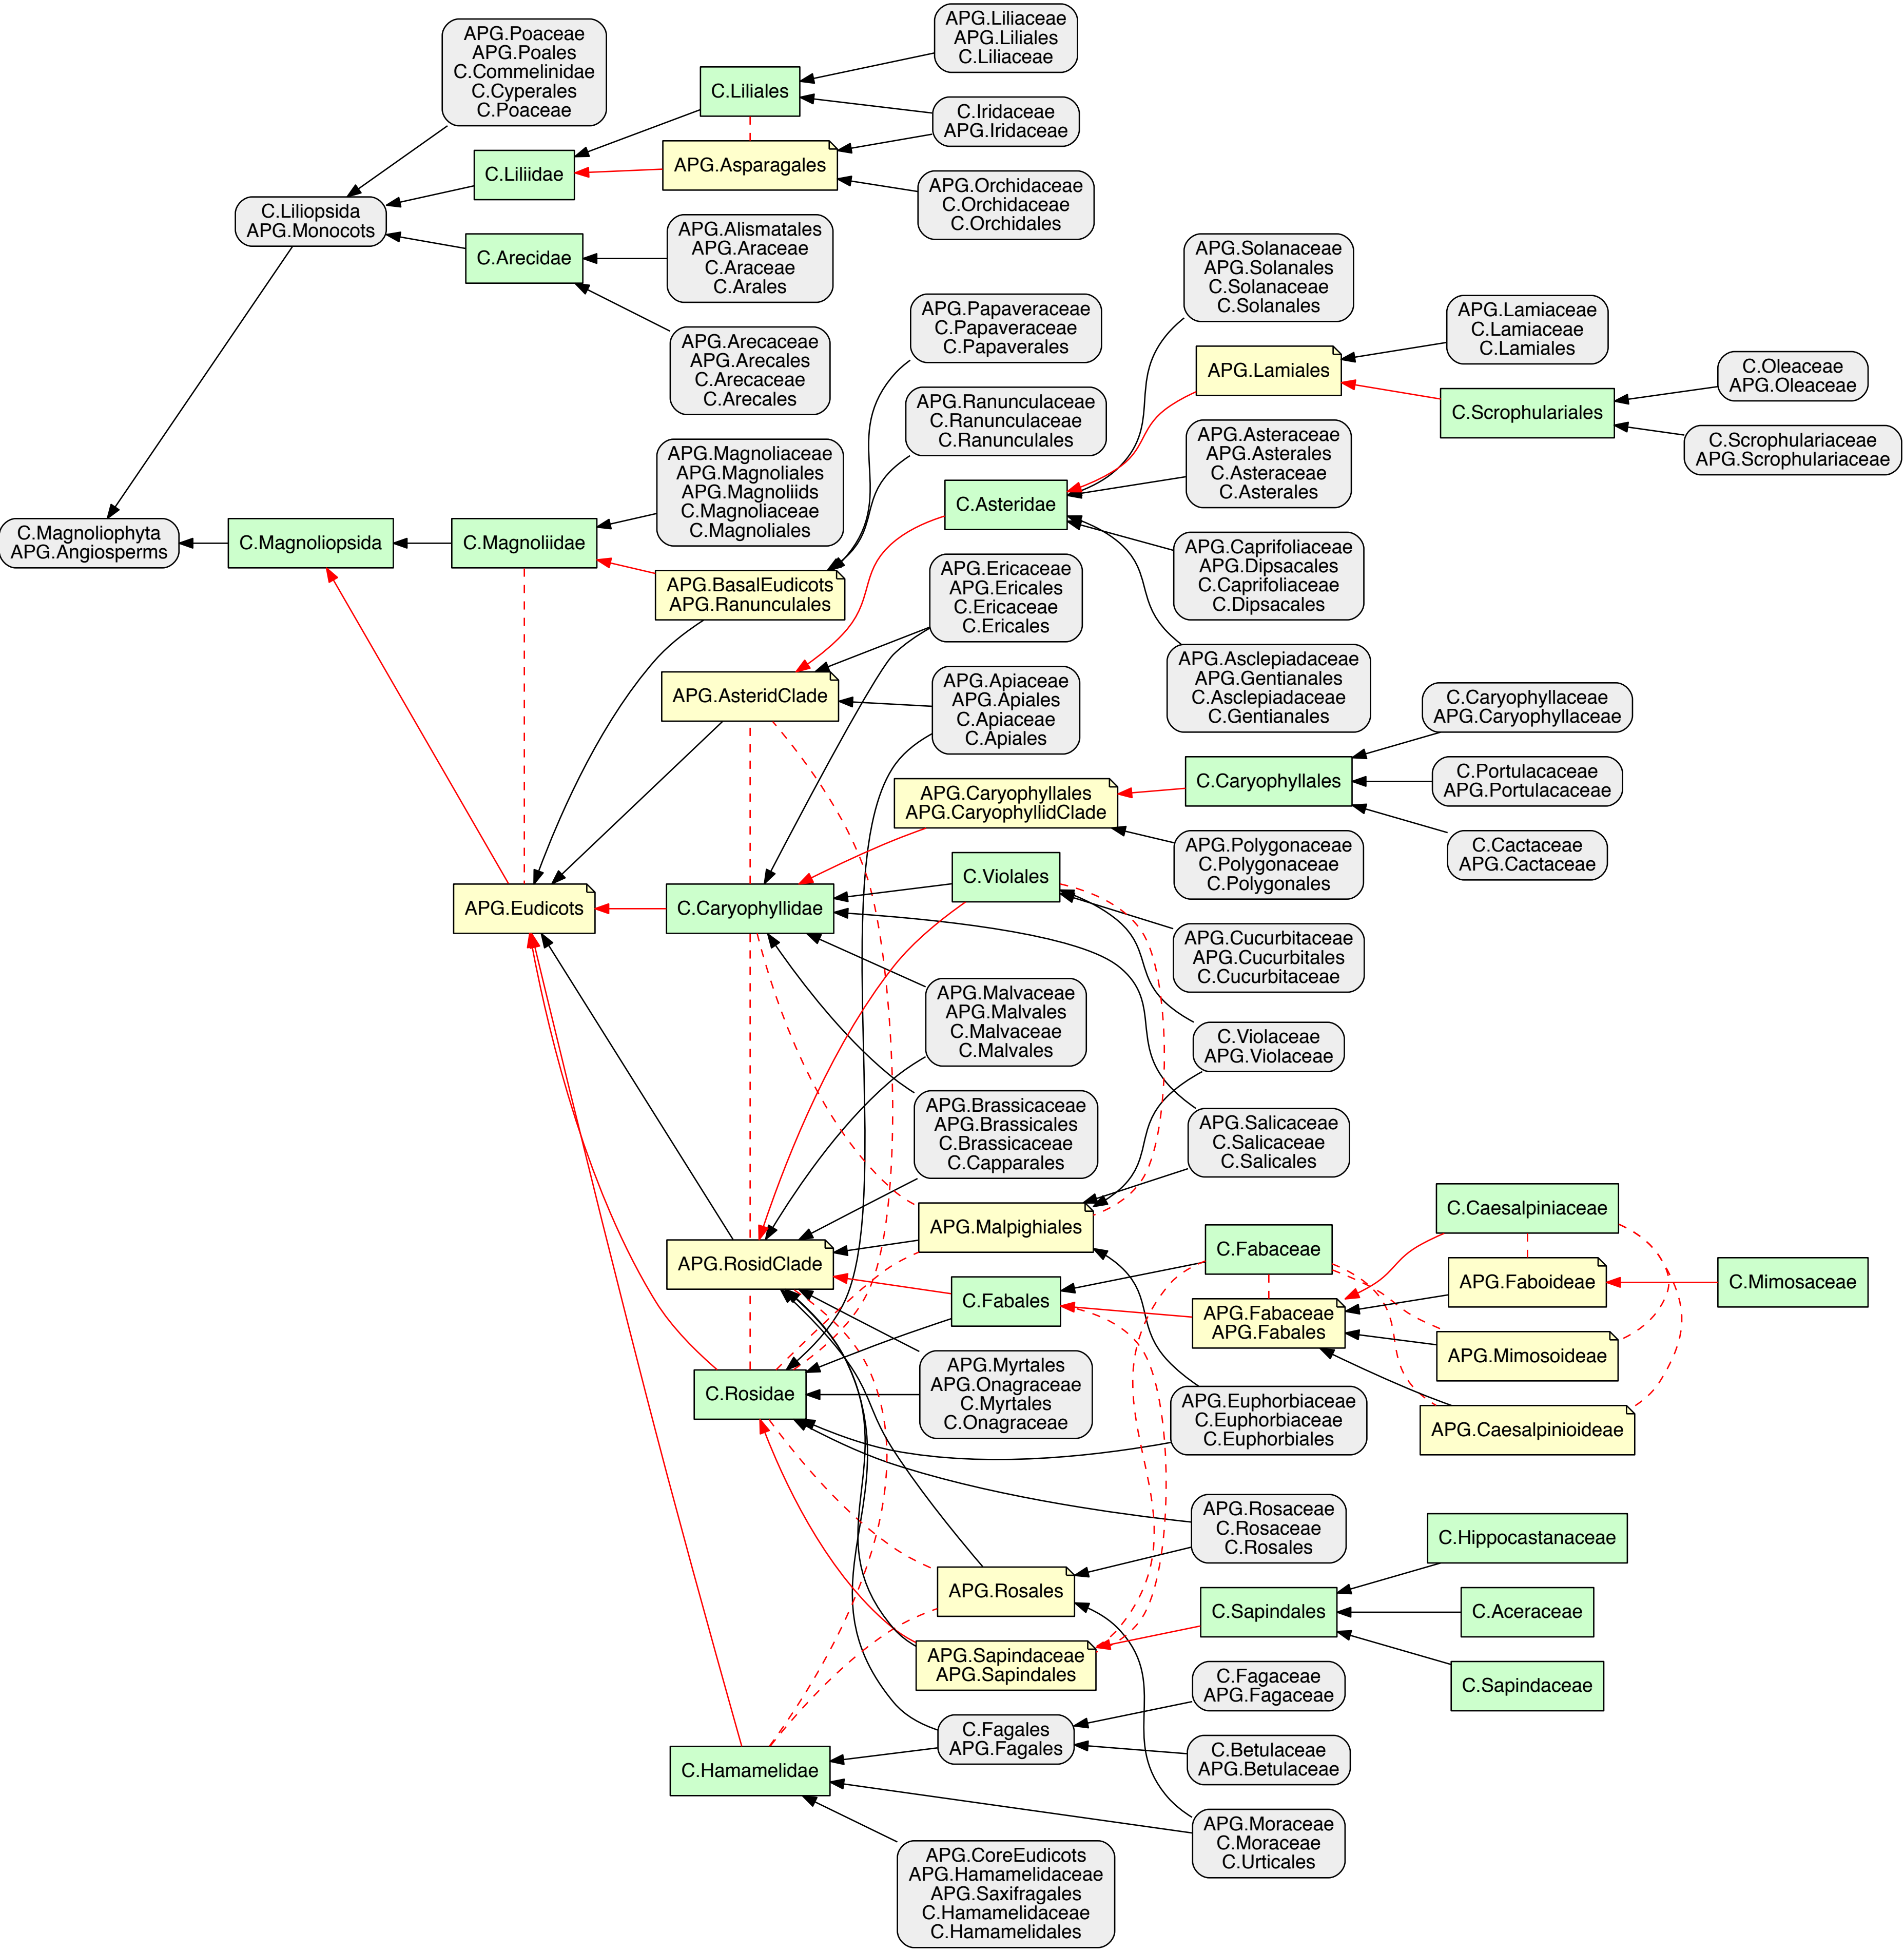 APG.Poaceae
APG.Poales
C.Commelinidae
C.Cyperales
C.Poaceae
C.Liliales
APG.Liliaceae
APG.Liliales
C.Liliaceae
C.Iridaceae
APG.Iridaceae
C.Liliidae
APG.Asparagales
APG.Orchidaceae
C.Orchidaceae
C.Orchidales
C.Liliopsida
APG.Monocots
C.Arecidae
APG.Alismatales
APG.Araceae
C.Araceae
C.Arales
APG.Arecaceae
APG.Arecales
C.Arecaceae
C.Arecales
APG.Papaveraceae
C.Papaveraceae
C.Papaverales
APG.Solanaceae
APG.Solanales
C.Solanaceae
C.Solanales
APG.Lamiaceae
C.Lamiaceae
C.Lamiales
APG.Lamiales
C.Oleaceae
APG.Oleaceae
C.Scrophulariales
C.Scrophulariaceae
APG.Scrophulariaceae
APG.Ranunculaceae
C.Ranunculaceae
C.Ranunculales
APG.Asteraceae
APG.Asterales
C.Asteraceae
C.Asterales
APG.Magnoliaceae
APG.Magnoliales
APG.Magnoliids
C.Magnoliaceae
C.Magnoliales
C.Asteridae
C.Magnoliophyta
APG.Angiosperms
C.Magnoliopsida
C.Magnoliidae
APG.BasalEudicots
APG.Ranunculales
APG.Caprifoliaceae
APG.Dipsacales
C.Caprifoliaceae
C.Dipsacales
APG.Ericaceae
APG.Ericales
C.Ericaceae
C.Ericales
APG.Asclepiadaceae
APG.Gentianales
C.Asclepiadaceae
C.Gentianales
APG.AsteridClade
APG.Apiaceae
APG.Apiales
C.Apiaceae
C.Apiales
C.Caryophyllaceae
APG.Caryophyllaceae
C.Caryophyllales
C.Portulacaceae
APG.Portulacaceae
APG.Caryophyllales
APG.CaryophyllidClade
C.Cactaceae
APG.Cactaceae
APG.Polygonaceae
C.Polygonaceae
C.Polygonales
C.Violales
APG.Eudicots
C.Caryophyllidae
APG.Cucurbitaceae
APG.Cucurbitales
C.Cucurbitaceae
APG.Malvaceae
APG.Malvales
C.Malvaceae
C.Malvales
C.Violaceae
APG.Violaceae
APG.Brassicaceae
APG.Brassicales
C.Brassicaceae
C.Capparales
APG.Salicaceae
C.Salicaceae
C.Salicales
APG.Malpighiales
C.Caesalpiniaceae
C.Fabaceae
APG.RosidClade
APG.Faboideae
C.Mimosaceae
C.Fabales
APG.Fabaceae
APG.Fabales
APG.Mimosoideae
C.Rosidae
APG.Myrtales
APG.Onagraceae
C.Myrtales
C.Onagraceae
APG.Euphorbiaceae
C.Euphorbiaceae
C.Euphorbiales
APG.Caesalpinioideae
APG.Rosaceae
C.Rosaceae
C.Rosales
C.Hippocastanaceae
APG.Rosales
C.Sapindales
C.Aceraceae
APG.Sapindaceae
APG.Sapindales
C.Sapindaceae
C.Fagaceae
APG.Fagaceae
C.Fagales
APG.Fagales
C.Betulaceae
APG.Betulaceae
C.Hamamelidae
APG.Moraceae
C.Moraceae
C.Urticales
APG.CoreEudicots
APG.Hamamelidaceae
APG.Saxifragales
C.Hamamelidaceae
C.Hamamelidales